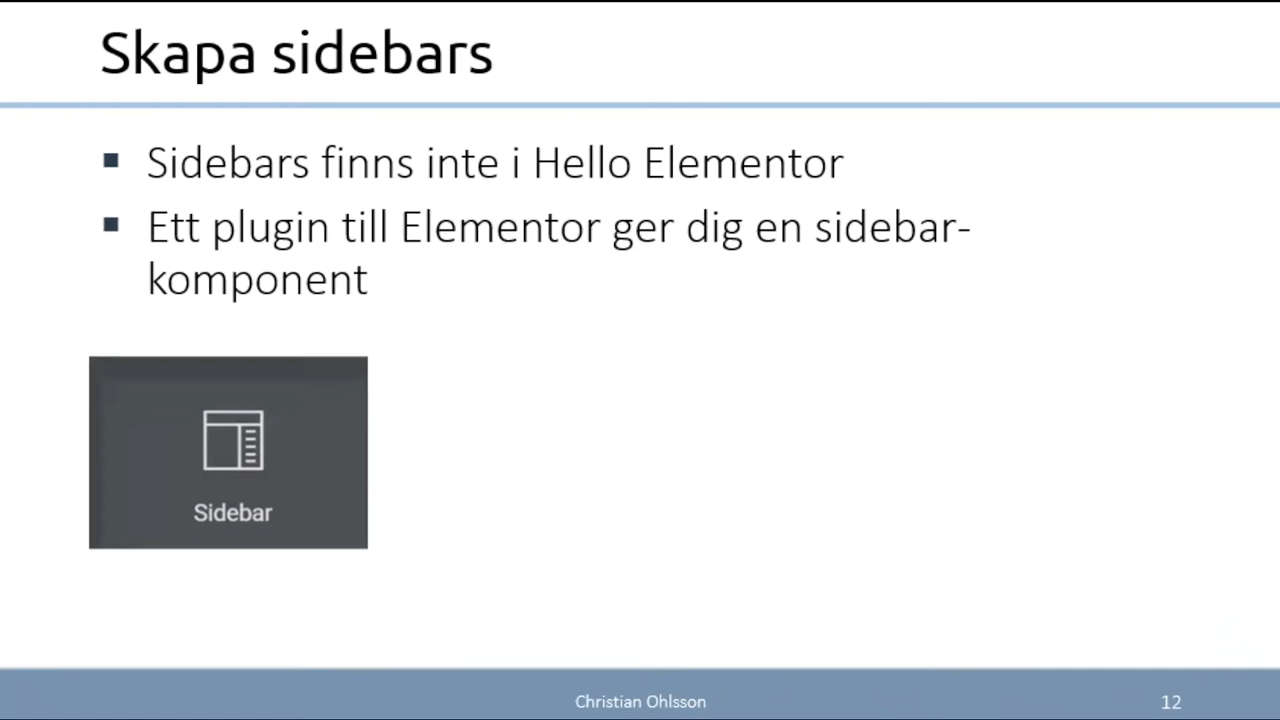 Skapa sidebars
Sidebars finns inte i Hello Elementor
Ett plugin till Elementor ger dig en sidebar-
komponent
Sidebar
Christian Ohlsson
12